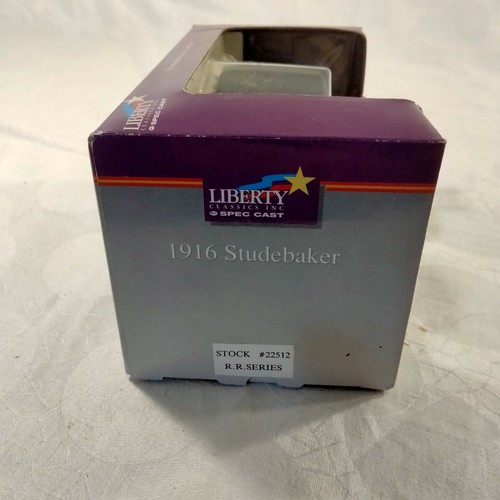 LIBERTY
CLASSICS INC
SPEC CAST
LIBERTY
CLASSICS INC
SPEC CAST
1916 Studebaker
STOCK #22512
R.R.SERIES